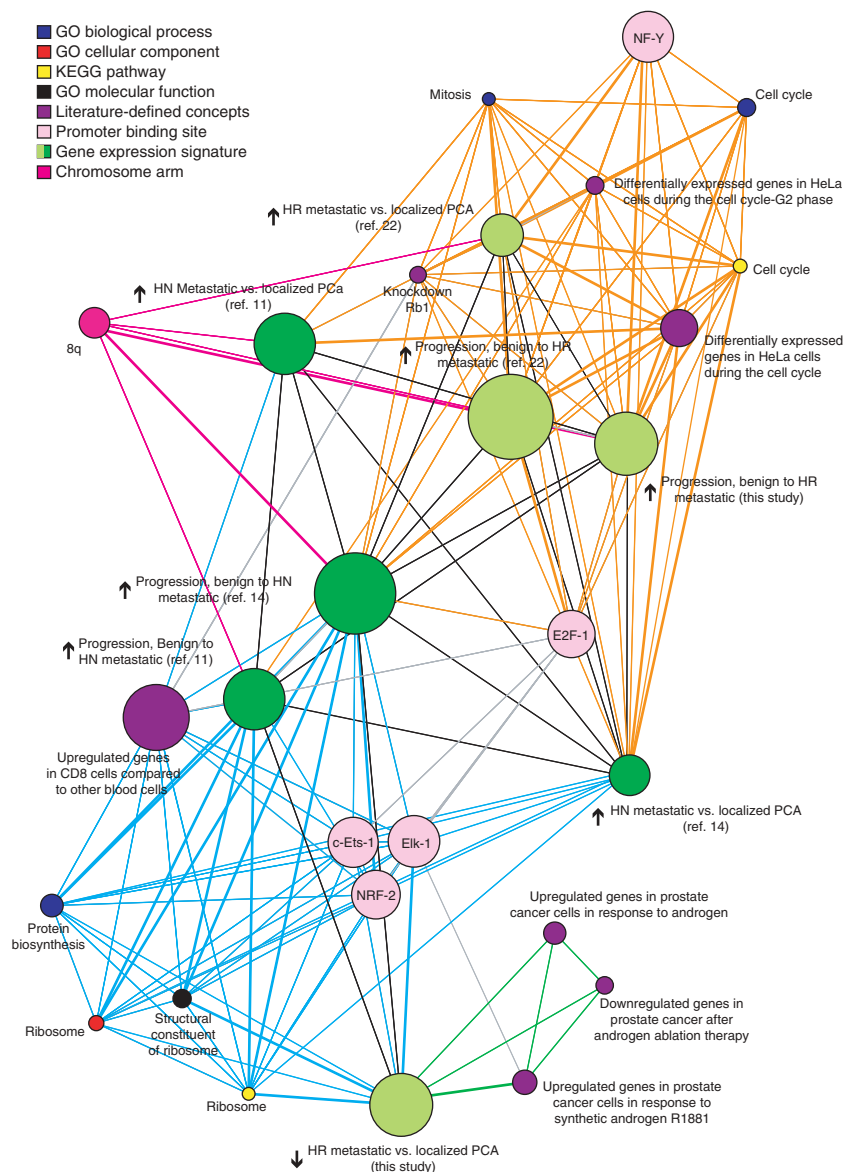 GO biological process
GO cellular component
KEGG pathway
GO molecular function
Literature-defined concepts
Promoter binding site
Gene expression signature
Chromosome arm
NF-Y
Mitosis
Cell cycle
Differentially expressed genes in HeLa
cells during the cell cycle-G2 phase
↑ HR metastatic vs. localized PCA
(ref. 22)
Cell cycle
Knockdown
Rb1
↑ HN Metastatic vs. localized PCa
(ref. 11)
8q
↑ Progression, benign to HR
metastatic (ref. 22)
Differentially expressed
genes in HeLa cells
during the cell cycle
↑ Progression, benign to HR
metastatic (this study)
↑ Progression, benign to HN
metastatic (ref. 14)
E2F-1
↑ Progression, Benign to
HN metastatic (ref. 11)
Upregulated genes
in CD8 cells compared
to other blood cells
↑ HN metastatic vs. localized PCA
(ref. 14)
c-Ets-1
Elk-1
NRF-2
Protein
biosynthesis
Upregulated genes in prostate
cancer cells in response to androgen
Downregulated genes in
prostate cancer after
androgen ablation therapy
Ribosome
Structural
constituent
of ribosome
Ribosome
Upregulated genes in prostate
cancer cells in response to
synthetic androgen R1881
↓ HR metastatic vs. localized PCA
(this study)